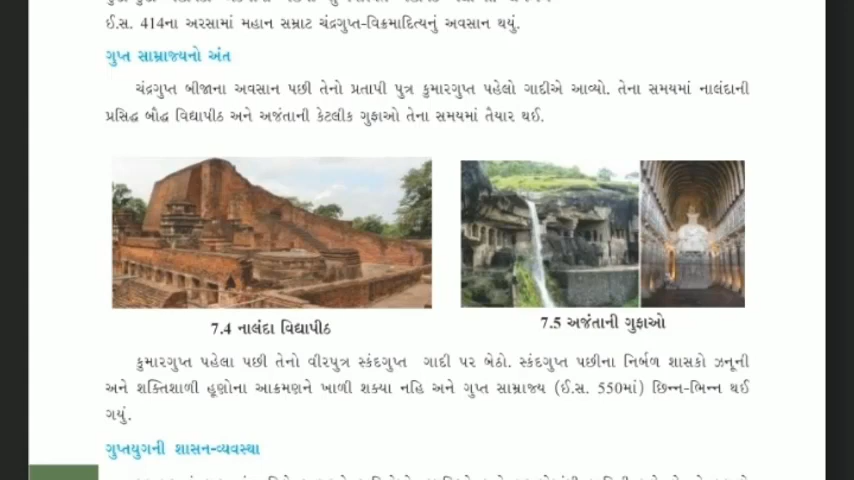 ઈ.સ. 414ના અરસામાં મહાન સમ્રાટ ચંદ્રગુપ્ત-વિક્રમાદિત્યનું અવસાન થયું.
ગુપ્ત સામ્રાજ્યનો અંત
ચંદ્રગુપ્ત બીજાના અવસાન પછી તેનો પ્રતાપી પુત્ર કુમારગુપ્ત પહેલો ગાદીએ આવ્યો. તેના સમયમાં નાલંદાની
પ્રસિદ્ધ બૌદ્ધ વિદ્યાપીઠ અને અજંતાની કેટલીક ગુફાઓ તેના સમયમાં તૈયાર થઈ.
7.4 નાલંદા વિદ્યાપીઠ
7.5 અજંતાની ગુફાઓ
કુમારગુપ્ત પહેલા પછી તેનો વીરપુત્ર સ્કંદગુપ્ત ગાદી પર બેઠો. સ્કંદગુપ્ત પછીના નિર્બળ શાસકો ઝનૂની
અને શક્તિશાળી હૂણોના આક્રમણને ખાળી શક્યા નહિ અને ગુપ્ત સામ્રાજ્ય (ઈ.સ. 550માં) છિન્ન-ભિન્ન થઈ
ગયું.
ગુપ્તયુગની શાસન-વ્યવસ્થા